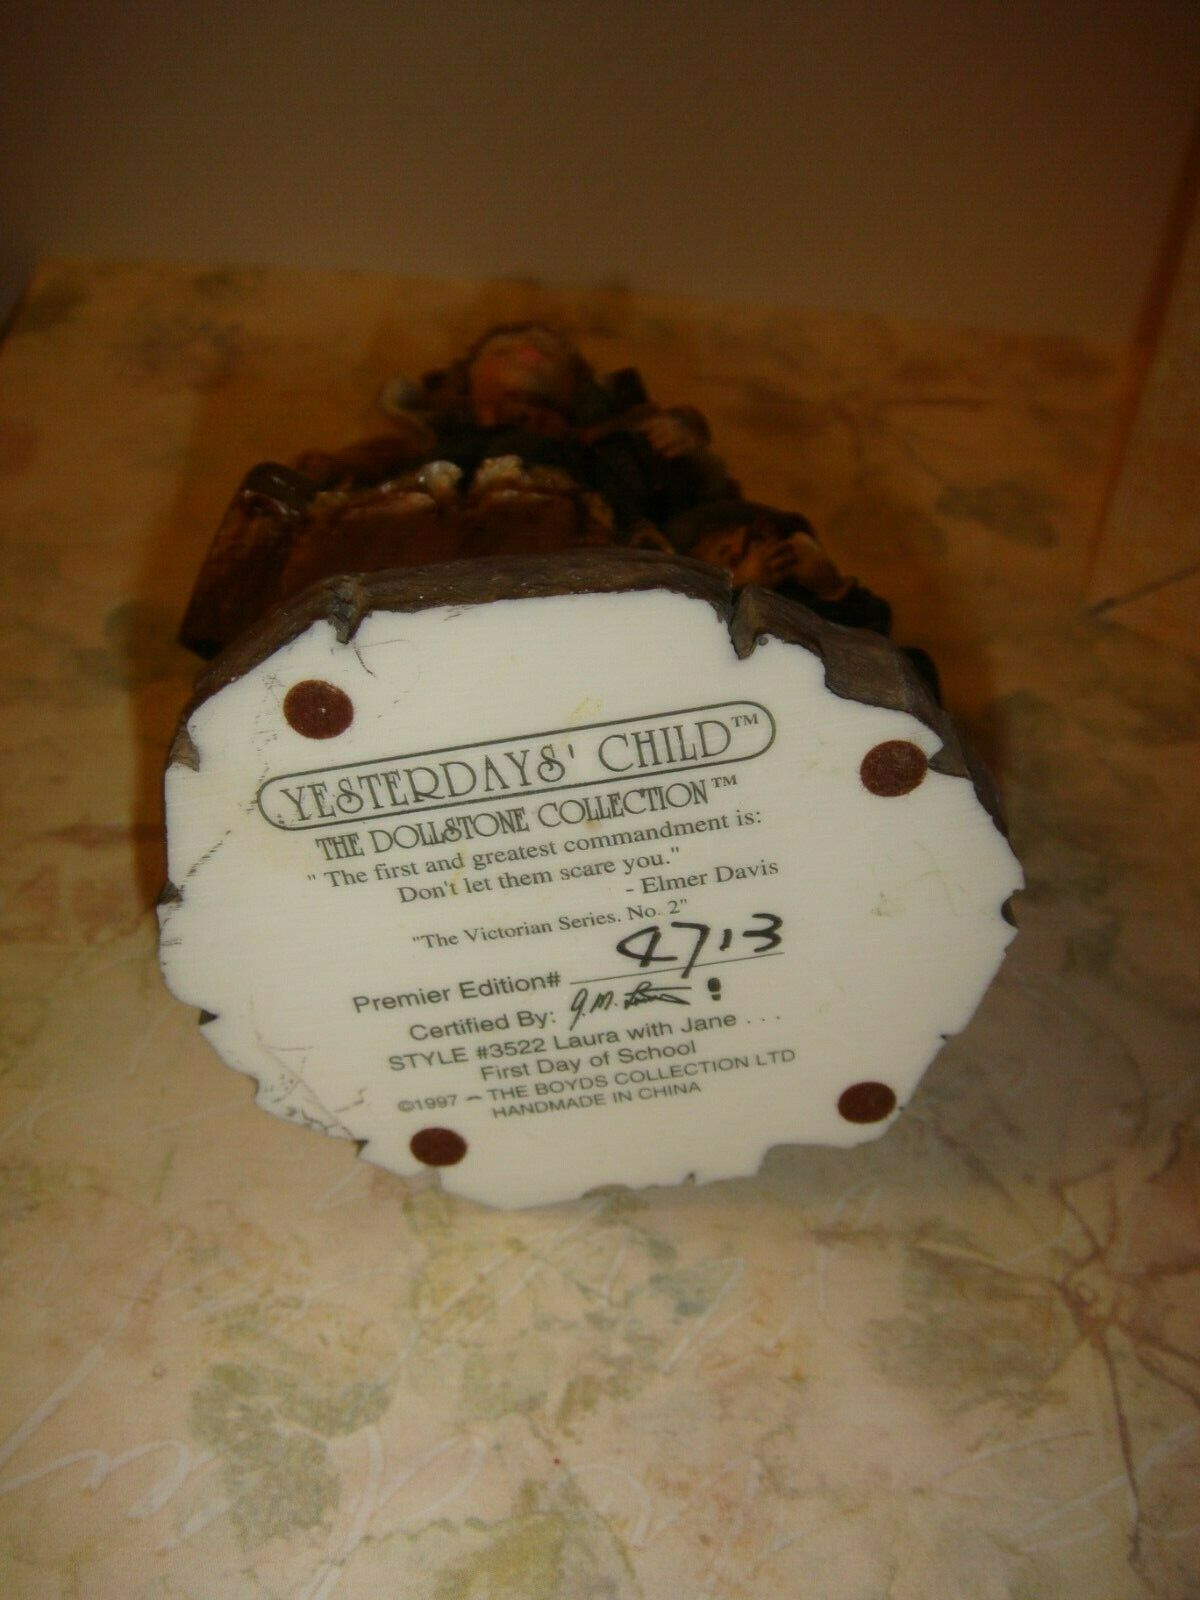 YESTERDAYS' CHILD™
THE DOLLSTONE COLLECTION™
" The first and greatest commandment is:
Don't let them scare you."
- Elmer Davis
"The Victorian Series. No. 2"
Premier Edition# 4713
Certified By: G.M.
STYLE #3522 Laura with Jane . . .
First Day of School
©1997 – THE BOYDS COLLECTION LTD
HANDMADE IN CHINA